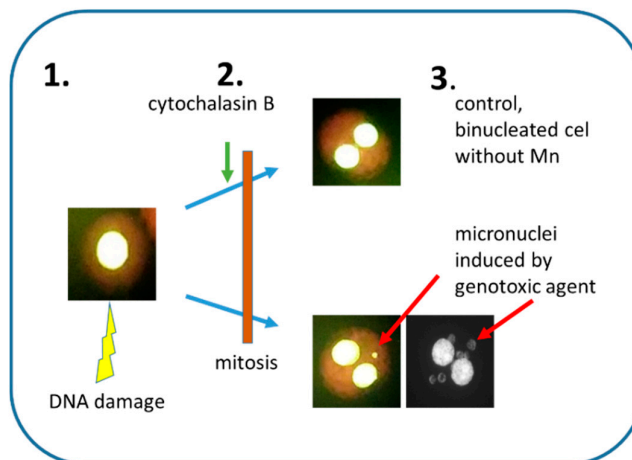 1.
2.
3.
cytochalasin B
control,
binucleated cel
without Mn
micronuclei
induced by
genotoxic agent
mitosis
DNA damage